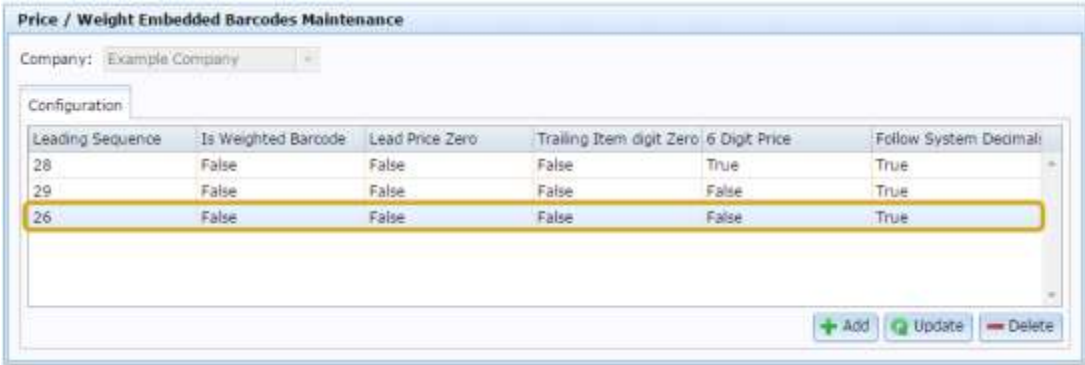 Price / Weight Embedded Barcodes Maintenance
Company: Example Company
Configuration
Leading Sequence Is Weighted Barcode Lead Price Zero Trailing Item digit Zero 6 Digit Price Follow System Decimals
28 False False False True True
29 False False False False True
26 False False False False True
Add Update Delete